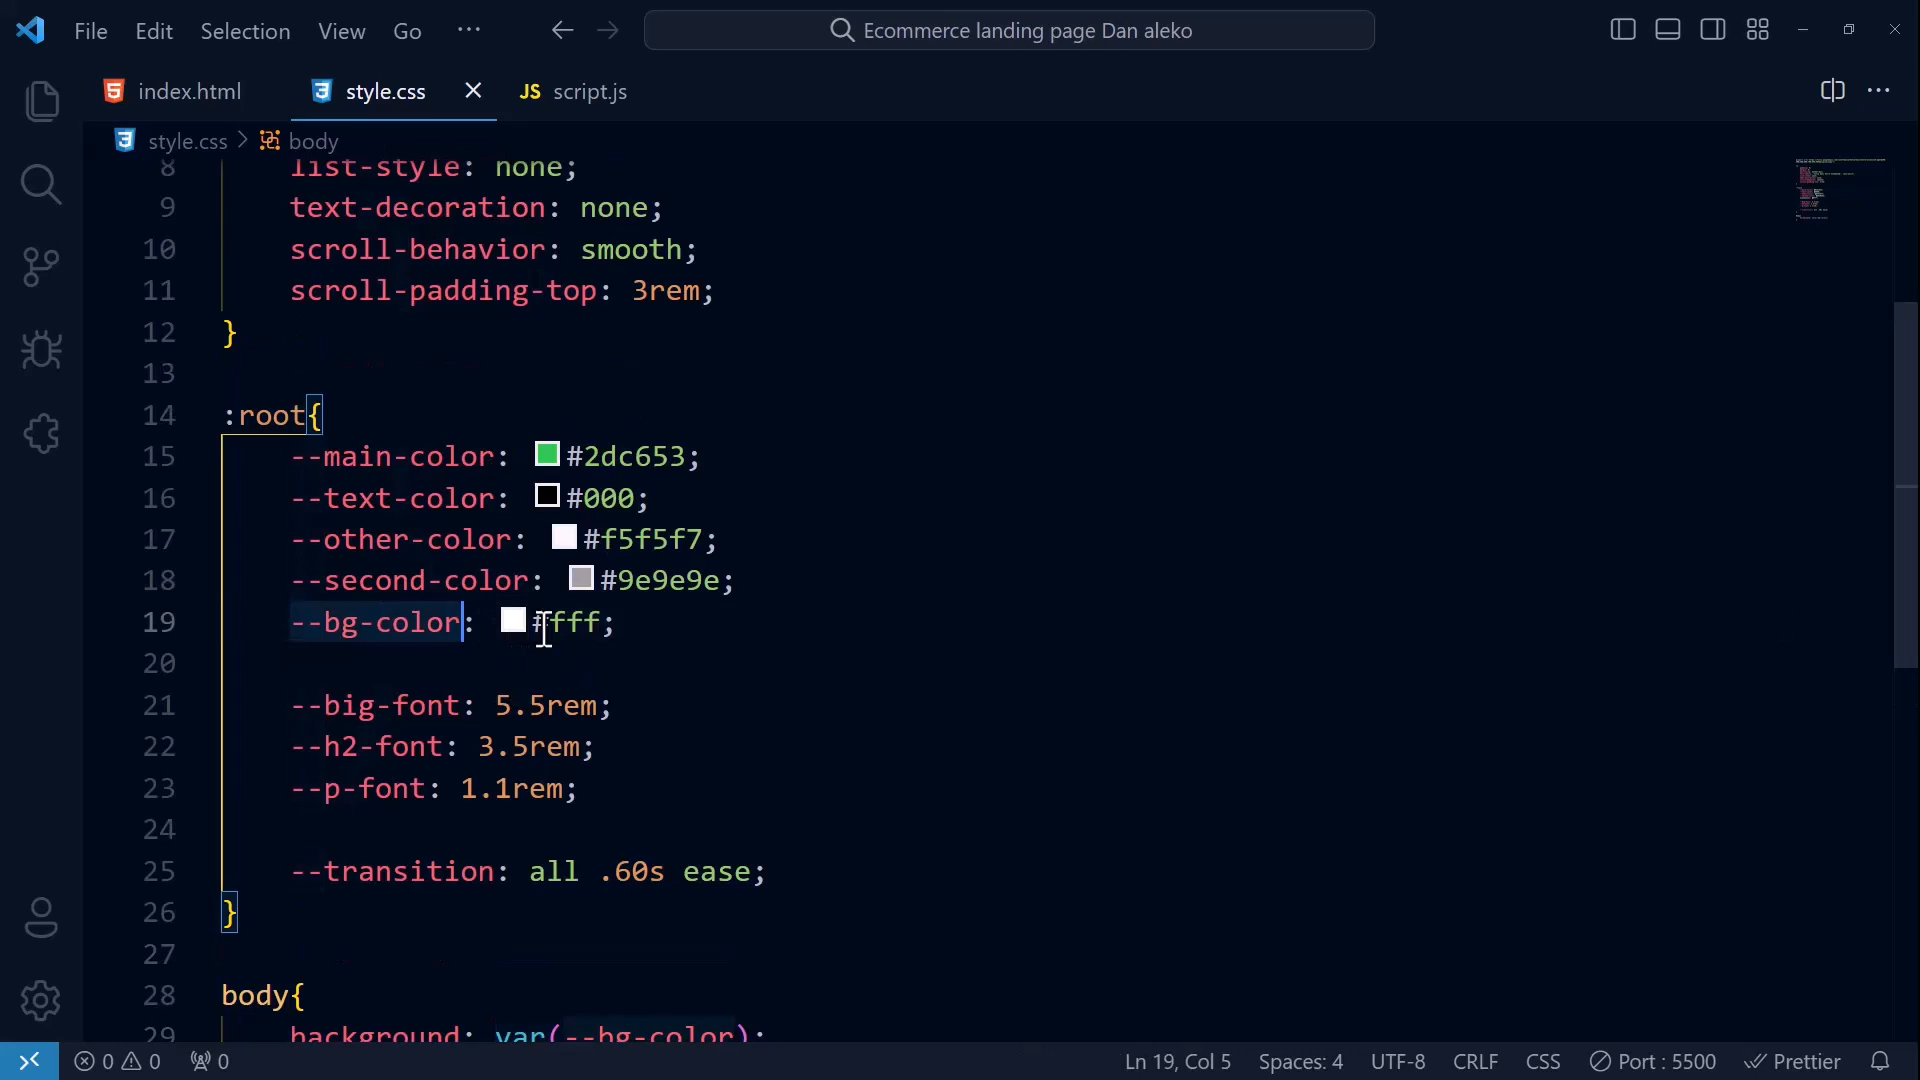 File Edit Selection View Go ··· Ecommerce landing page Dan aleko
index.html style.css JS script.js
style.css > body
8 list-style: none;
9 text-decoration: none;
10 scroll-behavior: smooth;
11 scroll-padding-top: 3rem;
12 }
13
14 :root{
15 --main-color: #2dc653;
16 --text-color: #000;
17 --other-color: #f5f5f7;
18 --second-color: #9e9e9e;
19 --bg-color: #fff;
20
21 --big-font: 5.5rem;
22 --h2-font: 3.5rem;
23 --p-font: 1.1rem;
24
25 --transition: all .60s ease;
26 }
27
28 body{
29 background: var(--bg-color);
0 0 0 Ln 19, Col 5 Spaces: 4 UTF-8 CRLF CSS Port : 5500 Prettier